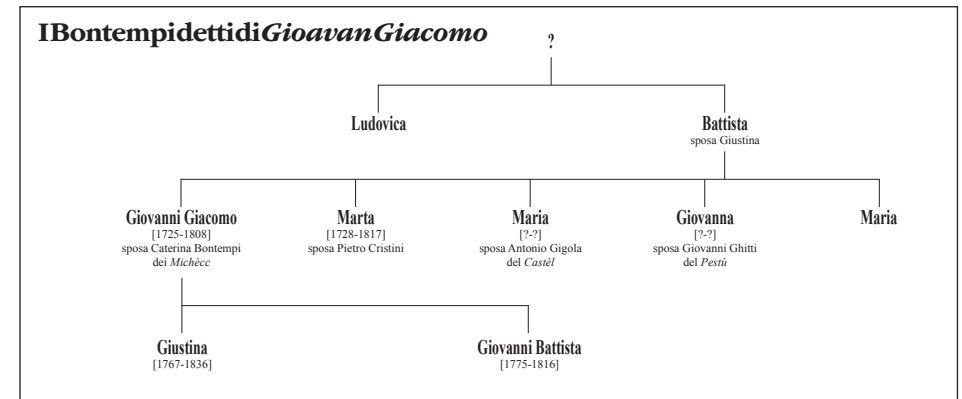 IBontempidettidiGioavanGiacomo
?
Ludovica
Battista
sposa Giustina
Giovanni Giacomo
[1725-1808]
sposa Caterina Bontempi
dei Michècc
Marta
[1728-1817]
sposa Pietro Cristini
Maria
[?-?]
sposa Antonio Gigola
del Castèl
Giovanna
[?-?]
sposa Giovanni Ghitti
del Pestù
Maria
Giustina
[1767-1836]
Giovanni Battista
[1775-1816]